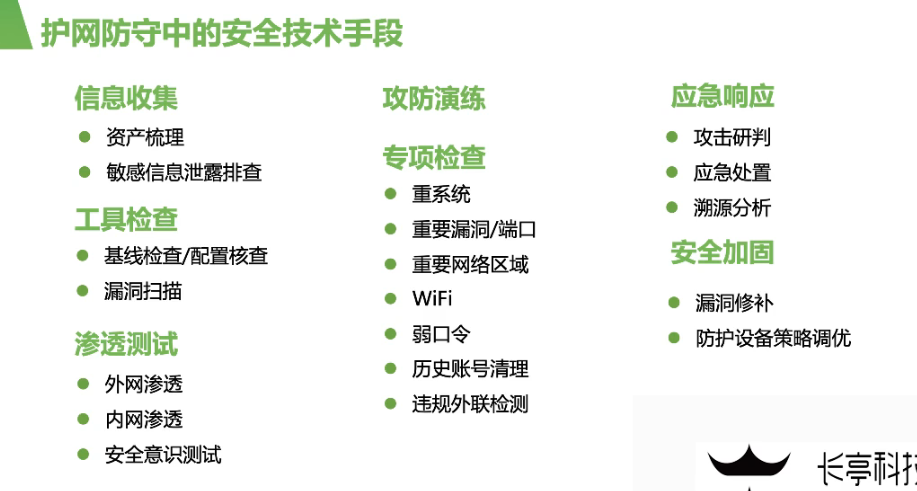 护网防守中的安全技术手段
信息收集
资产梳理
敏感信息泄露排查
工具检查
基线检查/配置核查
漏洞扫描
渗透测试
外网渗透
内网渗透
安全意识测试
攻防演练
专项检查
重系统
重要漏洞/端口
重要网络区域
WiFi
弱口令
历史账号清理
违规外联检测
应急响应
攻击研判
应急处置
溯源分析
安全加固
漏洞修补
防护设备策略调优
长亭科技